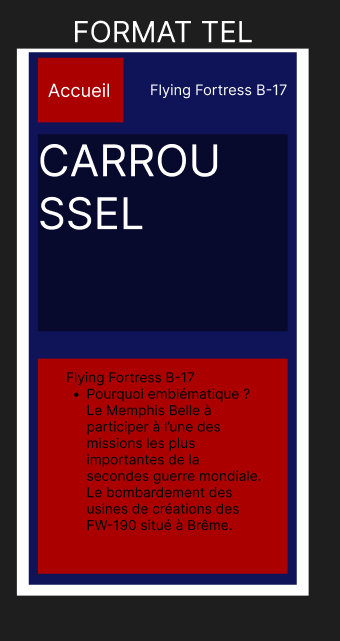 FORMAT TEL
Accueil
Flying Fortress B-17
CARROU
SSEL
Flying Fortress B-17
• Pourquoi emblématique ?
Le Memphis Belle à
participer à l'une des
missions les plus
importantes de la
secondes guerre mondiale.
Le bombardement des
usines de créations des
FW-190 situé à Brême.